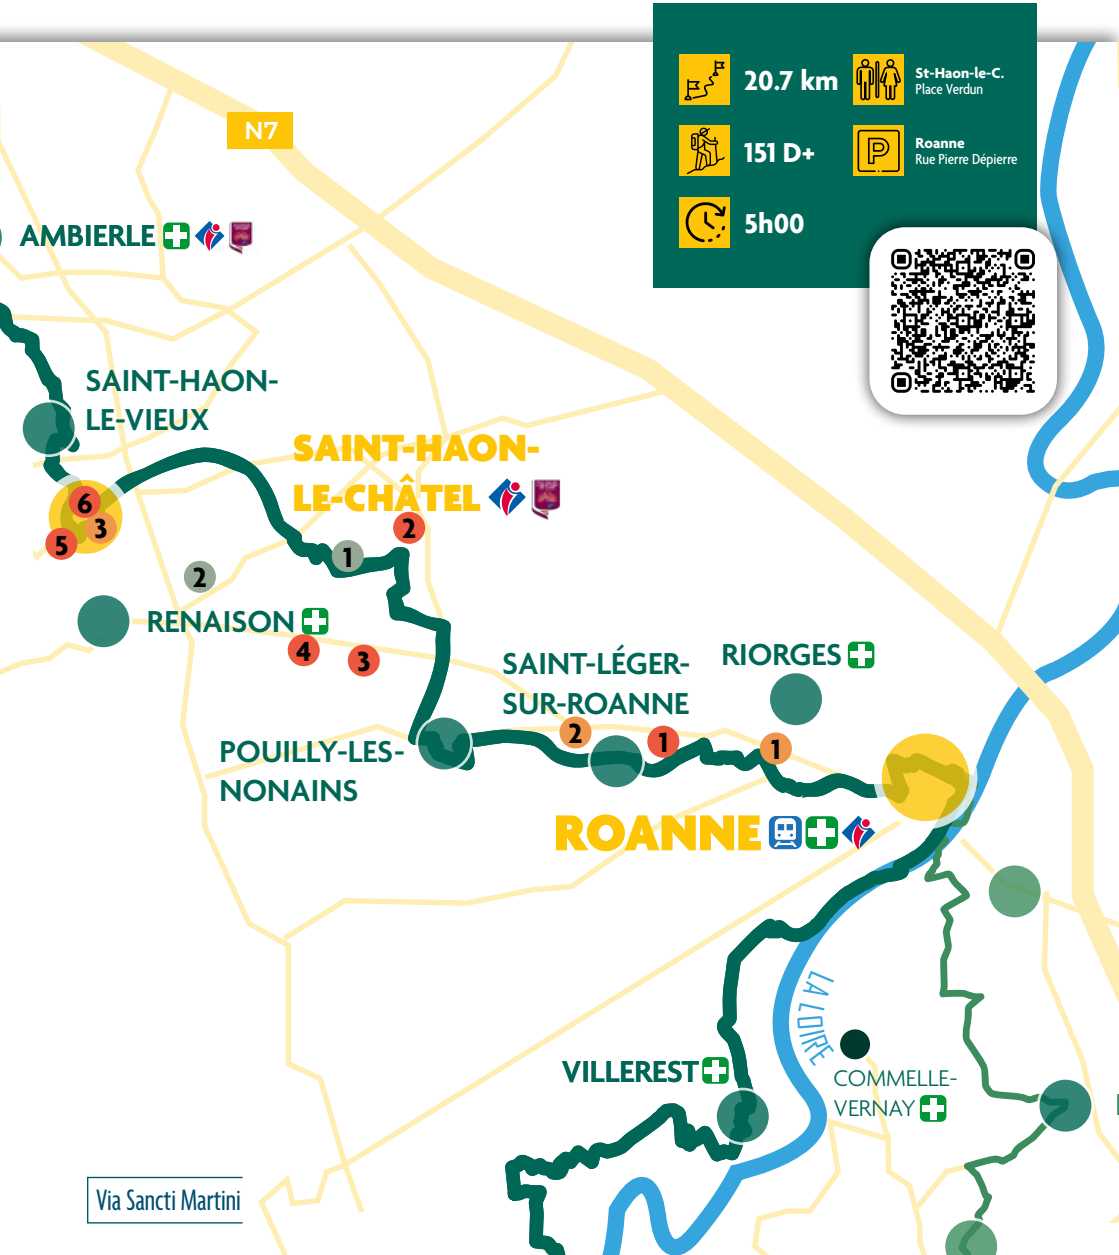 20.7 km
St-Haon-le-C.
Place Verdun
N7
151 D+
P
Roanne
Rue Pierre Dépierre
5h00
AMBIERLE
SAINT-HAON-
LE-VIEUX
SAINT-HAON-
LE-CHÂTEL
6
3
5
2
1
2
RENAISON
4
3
SAINT-LÉGER-
SUR-ROANNE
RIORGES
2
1
1
POUILLY-LES-
NONAINS
ROANNE
LA LOIRE
VILLEREST
COMMELLE-
VERNAY
Via Sancti Martini